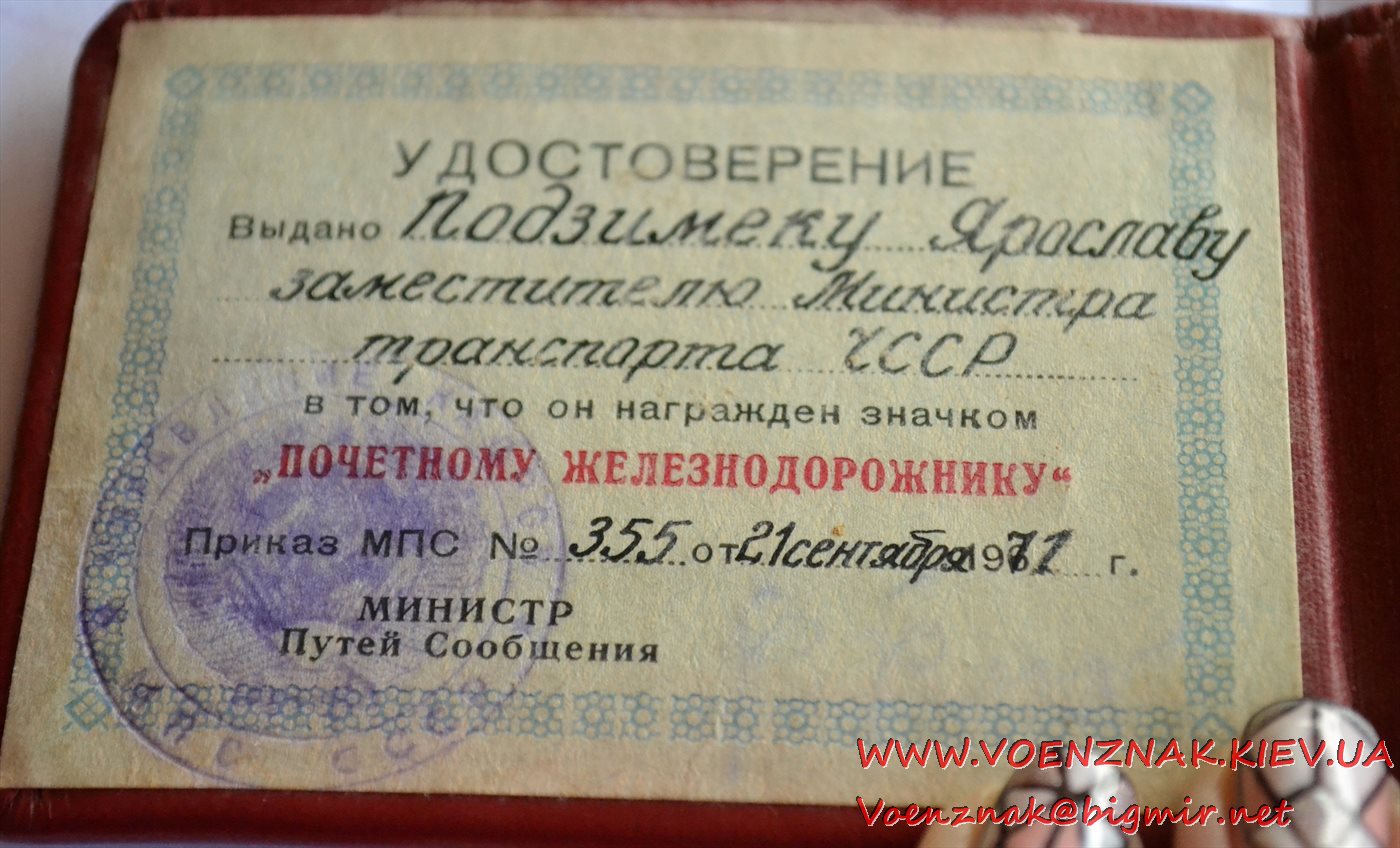 УДОСТОВЕРЕНИЕ
Выдано Подзимеку Ярославу
заместителю Министра
транспорта ЧССР
в том, что он награжден значком
„ПОЧЕТНОМУ ЖЕЛЕЗНОДОРОЖНИКУ“
Приказ МПС № 355 от 21 сентября 1971 г.
МИНИСТР
Путей Сообщения
WWW.VOENZNAK.KIEV.UA
Voenznak@bigmir.net